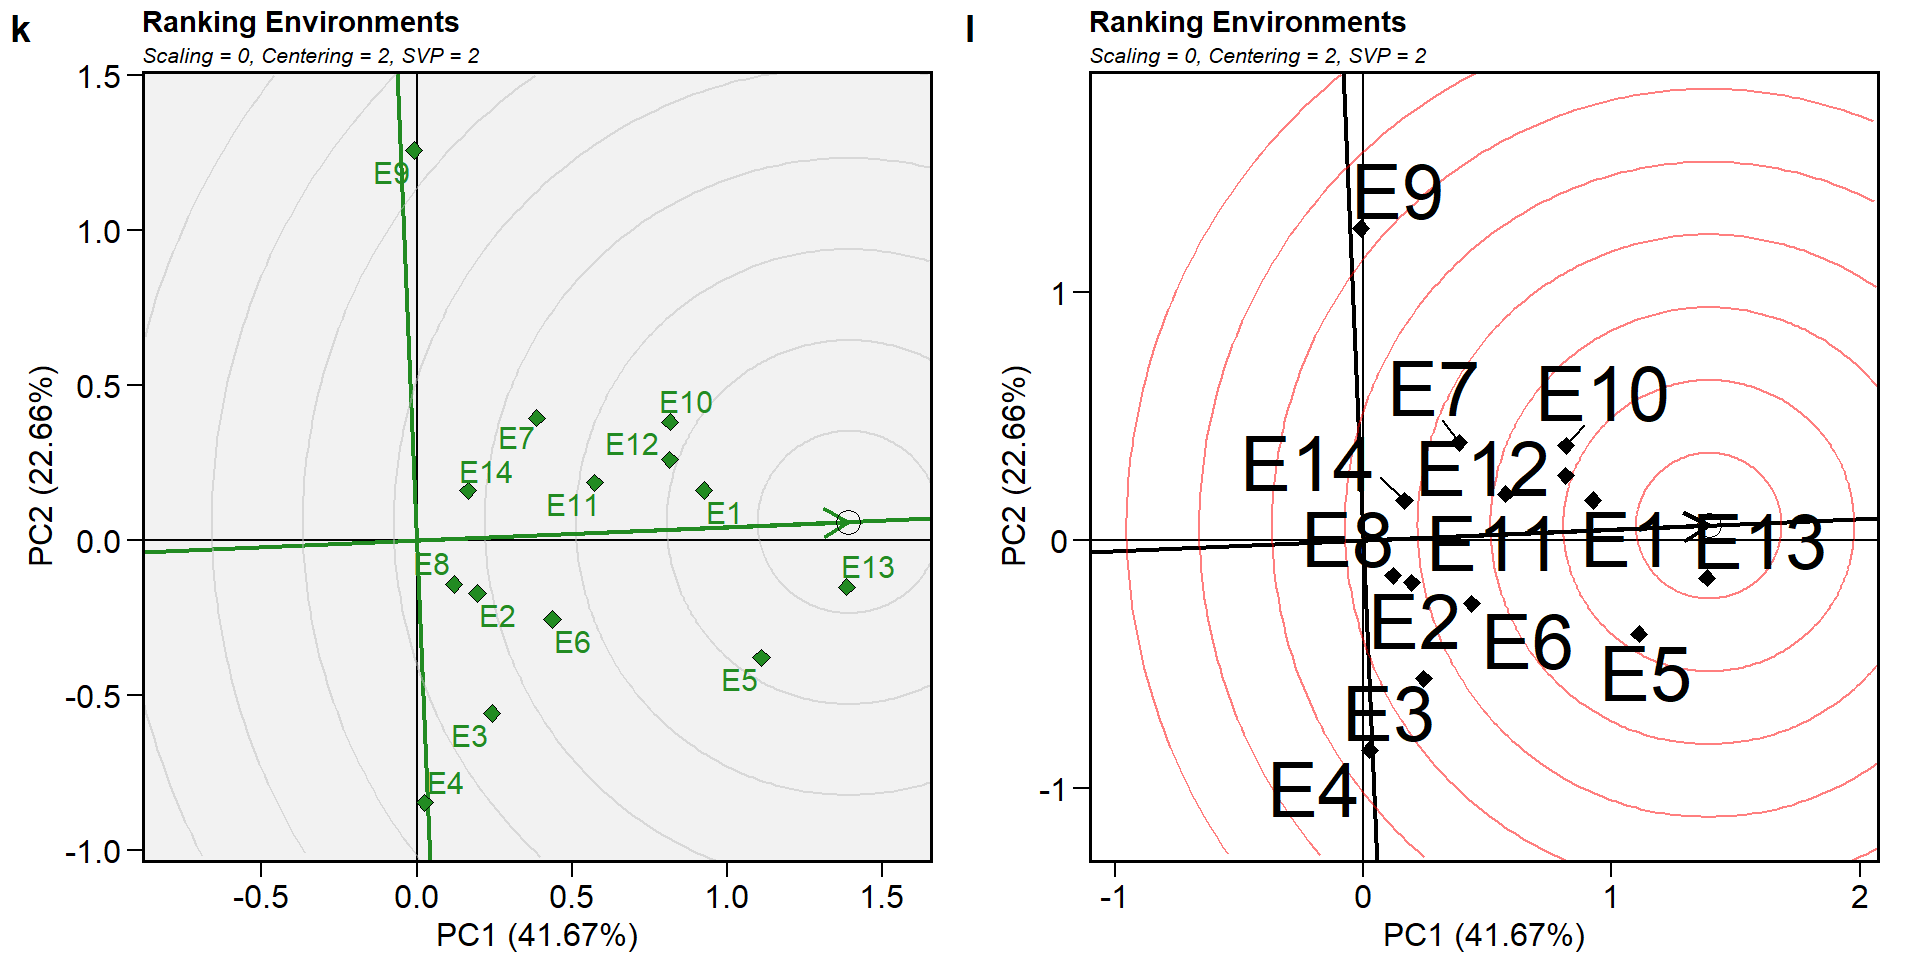 k
Ranking Environments
Scaling = 0, Centering = 2, SVP = 2
1.5
1.0
0.5
0.0
-0.5
-1.0
PC2 (22.66%)
E9
E10
E7
E12
E14
E11
E1
E8
E13
E2
E6
E5
E3
E4
-0.5
0.0
0.5
1.0
1.5
PC1 (41.67%)
l
Ranking Environments
Scaling = 0, Centering = 2, SVP = 2
1
0
-1
PC2 (22.66%)
E9
E7
E10
E14
E12
E8
E11
E1
E13
E2
E6
E5
E3
E4
-1
0
1
2
PC1 (41.67%)